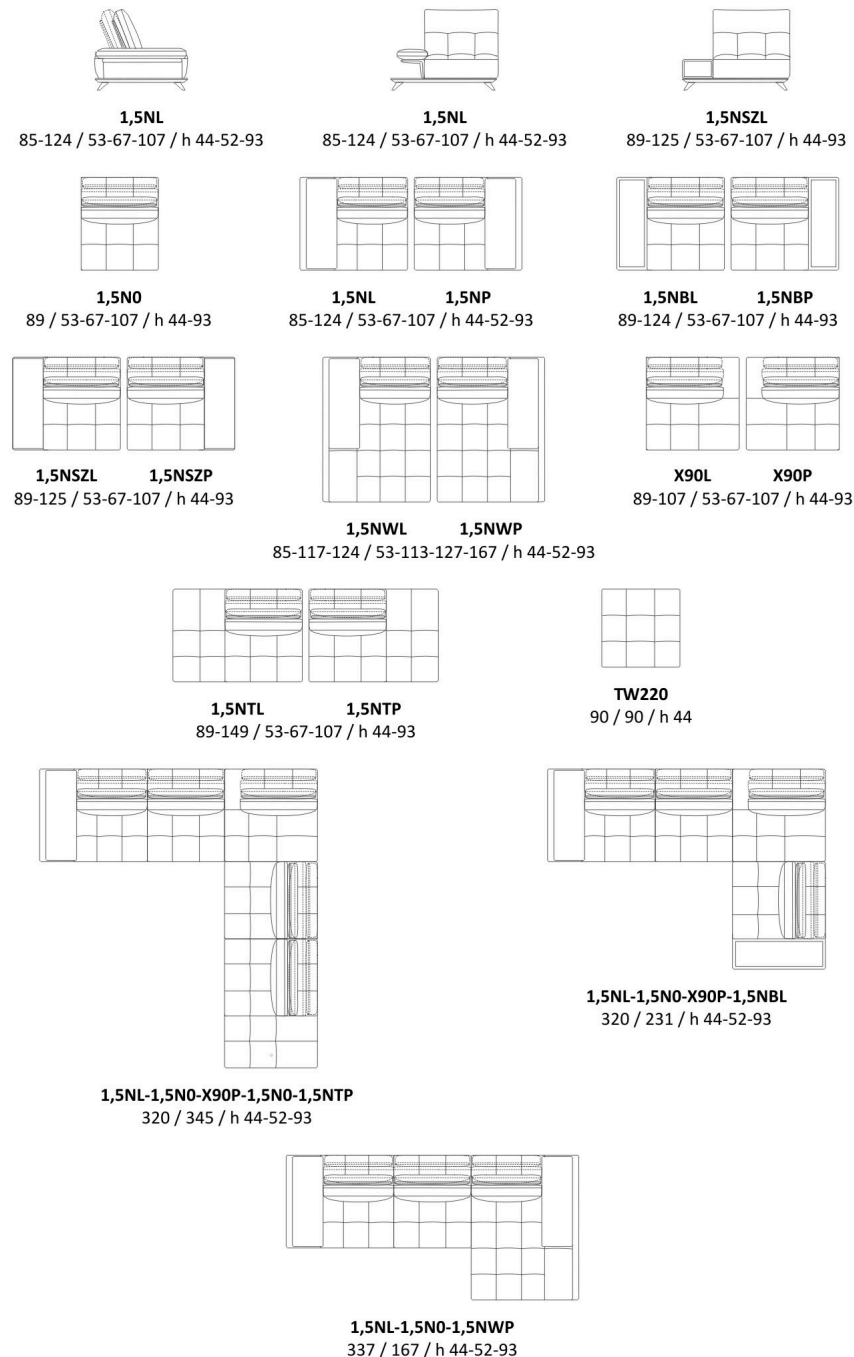 1,5NL
85-124 / 53-67-107 / h 44-52-93
1,5NL
85-124 / 53-67-107 / h 44-52-93
1,5NSZL
89-125 / 53-67-107 / h 44-93
1,5N0
89 / 53-67-107 / h 44-93
1,5NL 1,5NP
85-124 / 53-67-107 / h 44-52-93
1,5NBL 1,5NBP
89-124 / 53-67-107 / h 44-93
1,5NSZL 1,5NSZP
89-125 / 53-67-107 / h 44-93
1,5NWL 1,5NWP
85-117-124 / 53-113-127-167 / h 44-52-93
X90L X90P
89-107 / 53-67-107 / h 44-93
1,5NTL 1,5NTP
89-149 / 53-67-107 / h 44-93
TW220
90 / 90 / h 44
1,5NL-1,5N0-X90P-1,5N0-1,5NTP
320 / 345 / h 44-52-93
1,5NL-1,5N0-X90P-1,5NBL
320 / 231 / h 44-52-93
1,5NL-1,5N0-1,5NWP
337 / 167 / h 44-52-93